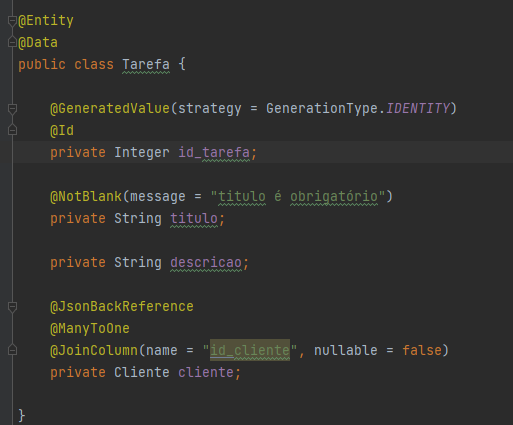 @Entity
@Data
public class Tarefa {
@GeneratedValue(strategy = GenerationType.IDENTITY)
@Id
private Integer id_tarefa;
@NotBlank(message = "titulo é obrigatório")
private String titulo;
private String descricao;
@JsonBackReference
@ManyToOne
@JoinColumn(name = "id_cliente", nullable = false)
private Cliente cliente;
}